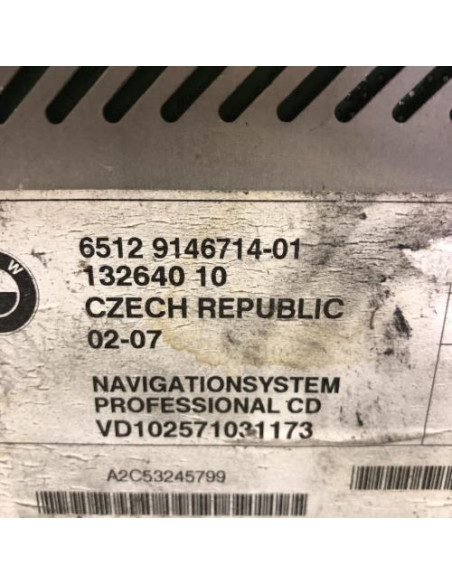 W
6512 9146714-01
132640 10
CZECH REPUBLIC
02-07
NAVIGATIONSYSTEM
PROFESSIONAL CD
VD102571031173
A2C53245799